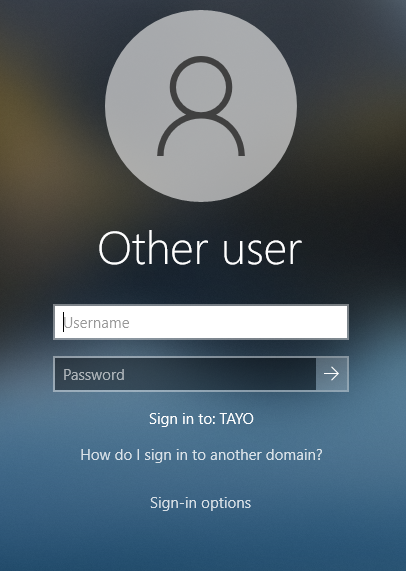 Other user
Username
Password
Sign in to: TAYO
How do I sign in to another domain?
Sign-in options